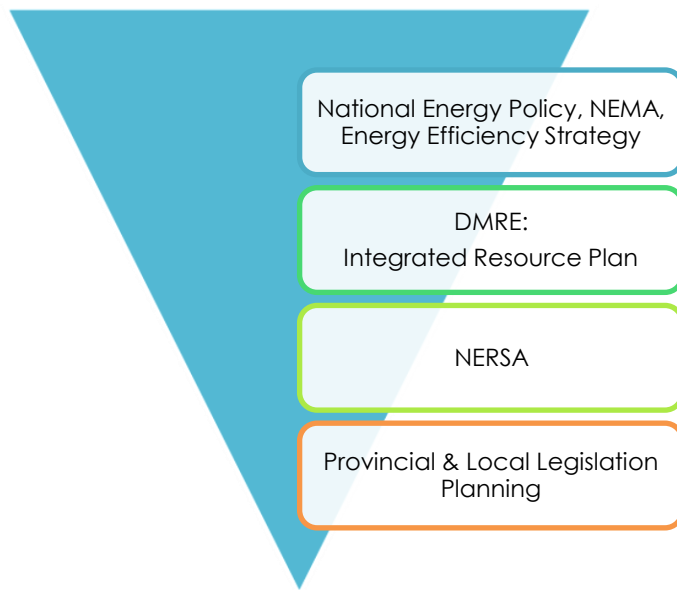 National Energy Policy, NEMA,
Energy Efficiency Strategy
DMRE:
Integrated Resource Plan
NERSA
Provincial & Local Legislation
Planning